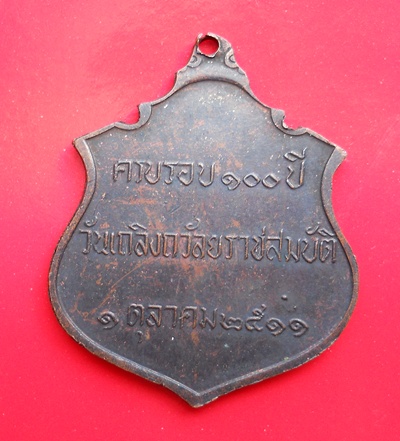 ครบรอบ ๑๐๐ ปี
วันเถลิงถวัลยราชสมบัติ
๑ ตุลาคม ๒๕๑๑